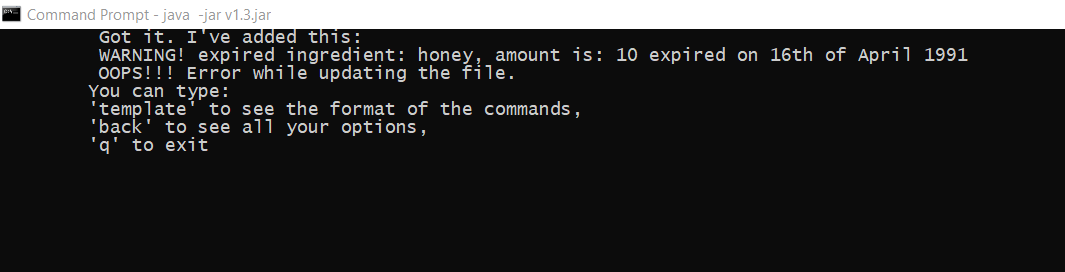 Command Prompt - java  -jar v1.3.jar
Got it. I've added this:
WARNING! expired ingredient: honey, amount is: 10 expired on 16th of April 1991
OOPS!!! Error while updating the file.
You can type:
'template' to see the format of the commands,
'back' to see all your options,
'q' to exit